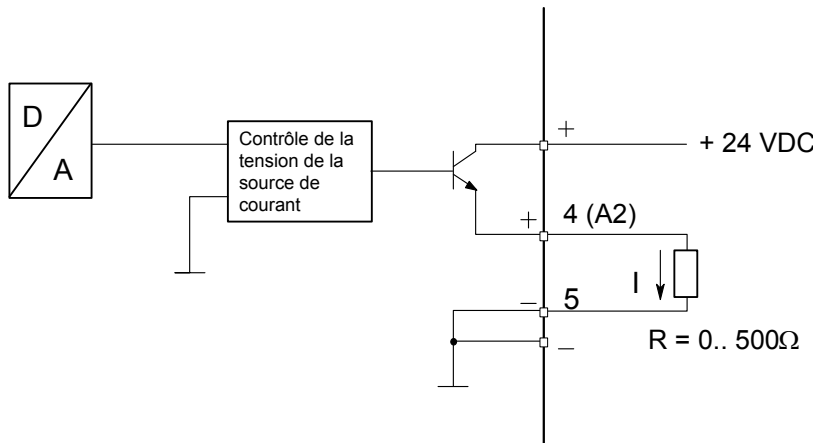 D
A
Contrôle de la
tension de la
source de
courant
+
+ 24 VDC
+
4 (A2)
I
−
5
R = 0.. 500Ω
−